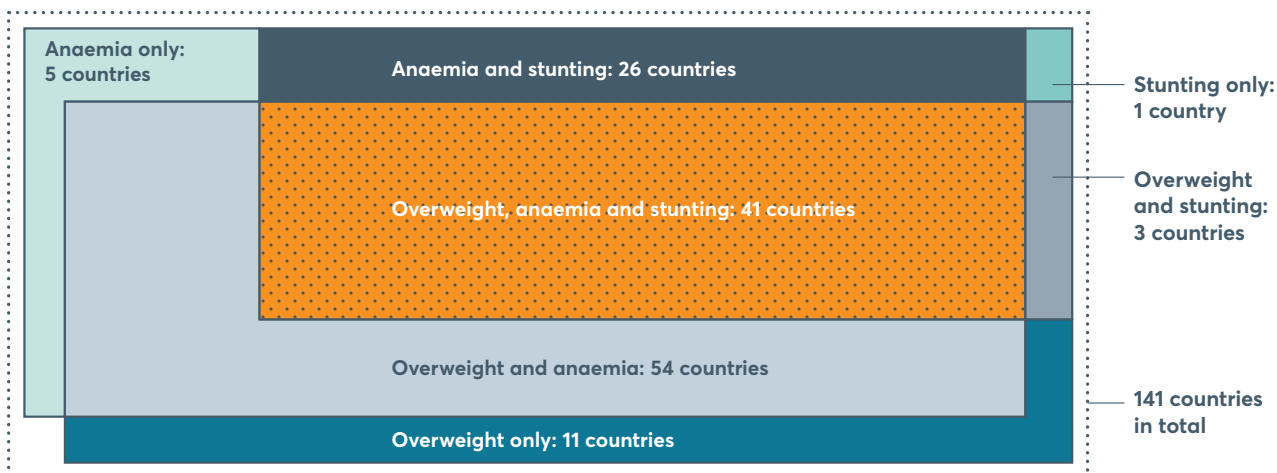 Anaemia only:
5 countries
Anaemia and stunting: 26 countries
Stunting only:
1 country
Overweight, anaemia and stunting: 41 countries
Overweight
and stunting:
3 countries
Overweight and anaemia: 54 countries
141 countries
in total
Overweight only: 11 countries